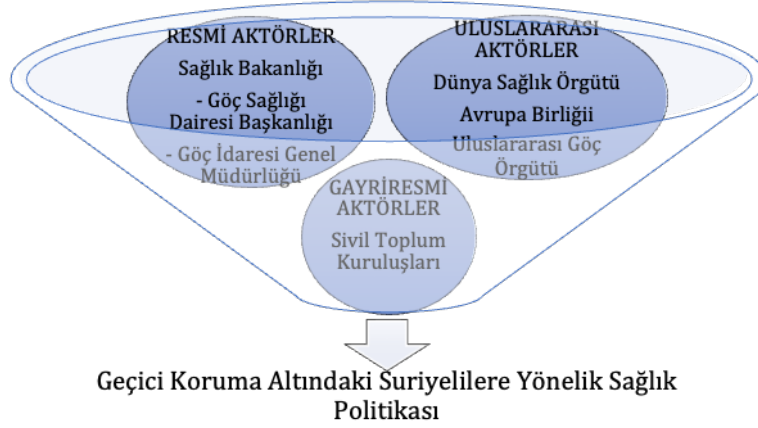 RESMİ AKTÖRLER
Sağlık Bakanlığı
- Göç Sağlığı
Dairesi Başkanlığı
- Göç İdaresi Genel
Müdürlüğü
ULUSLARARASI
AKTÖRLER
Dünya Sağlık Örgütü
Avrupa Birliğii
Uluslararası Göç
Örgütü
GAYRİRESMİ
AKTÖRLER
Sivil Toplum
Kuruluşları
Geçici Koruma Altındaki Suriyelilere Yönelik Sağlık
Politikası